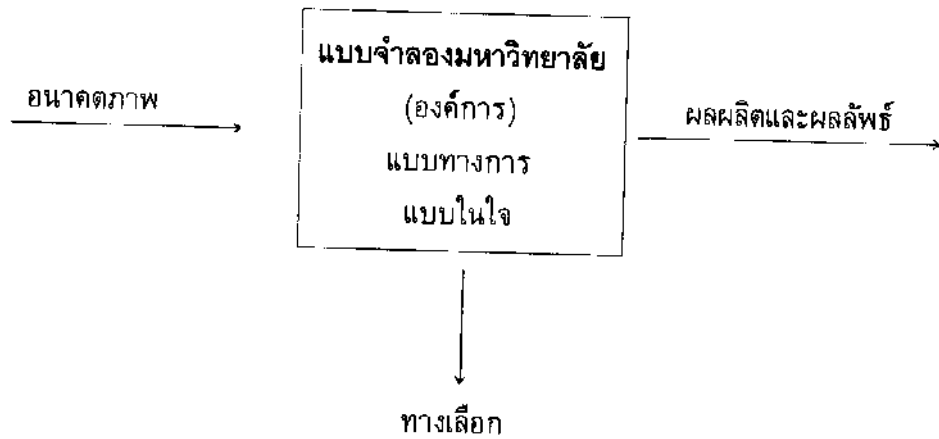 แบบจำลองมหาวิทยาลัย
อนาคตภาพ
(องค์การ)
ผลผลิตและผลลัพธ์
แบบทางการ
แบบในใจ
ทางเลือก